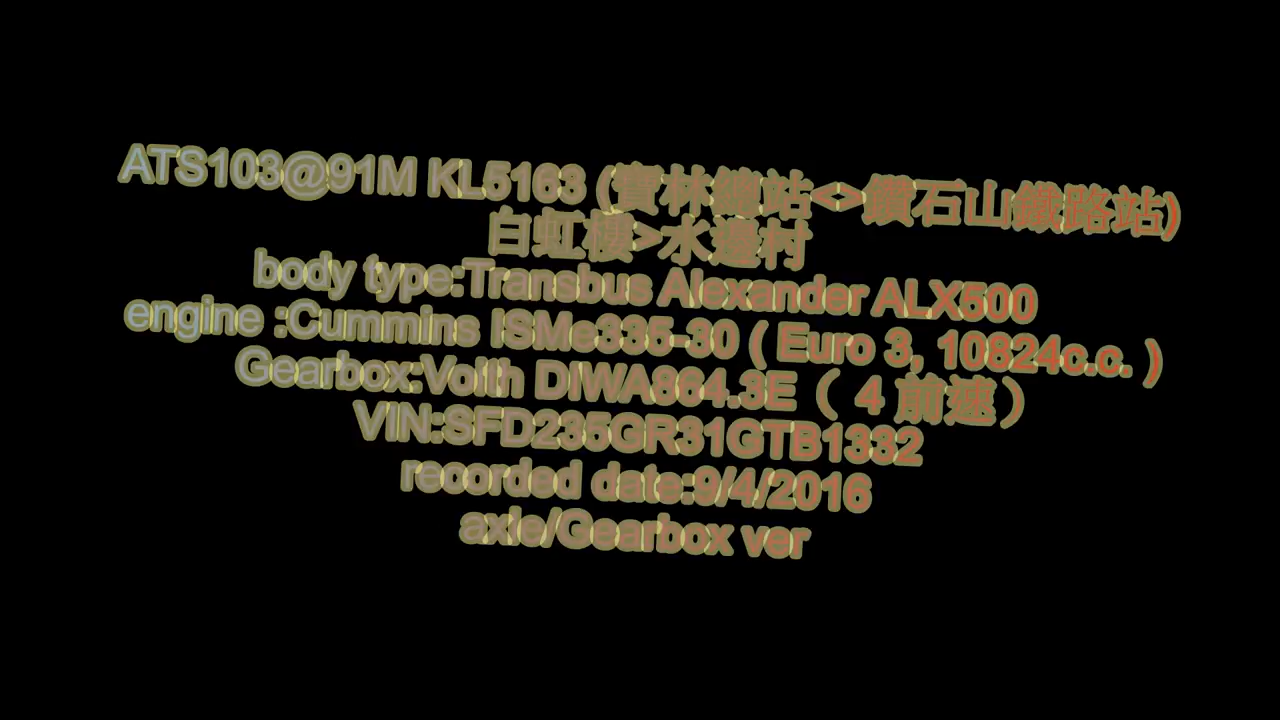 ATS103@91M KL5163 (寶林總站<>鑽石山鐵路站)
白虹樓>水邊村
body type:Transbus Alexander ALX500
engine :Cummins ISMe335-30 ( Euro 3, 10824c.c. )
Gearbox:Voith DIWA864.3E（ 4 前速）
VIN:SFD235GR31GTB1332
recorded date:9/4/2016
axle/Gearbox ver